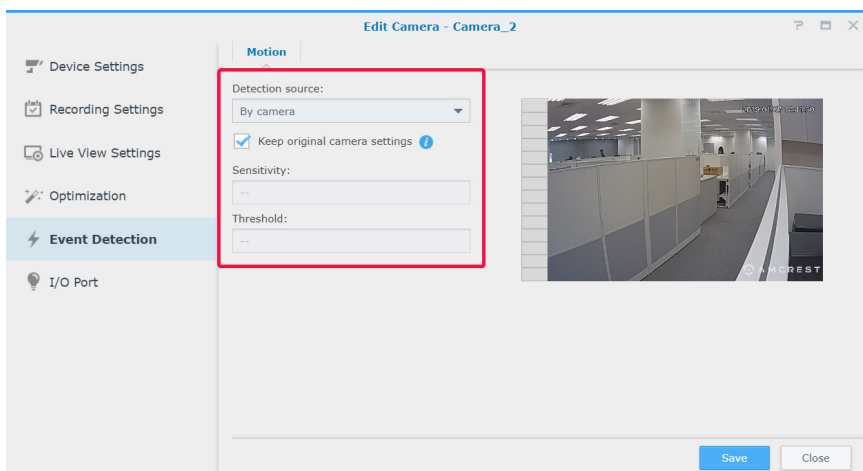 Edit Camera - Camera_2
Device Settings
Recording Settings
Live View Settings
Optimization
Event Detection
I/O Port
Motion
Detection source:
By camera
Keep original camera settings
Sensitivity:
--
Threshold:
--
AMCREST
Save
Close